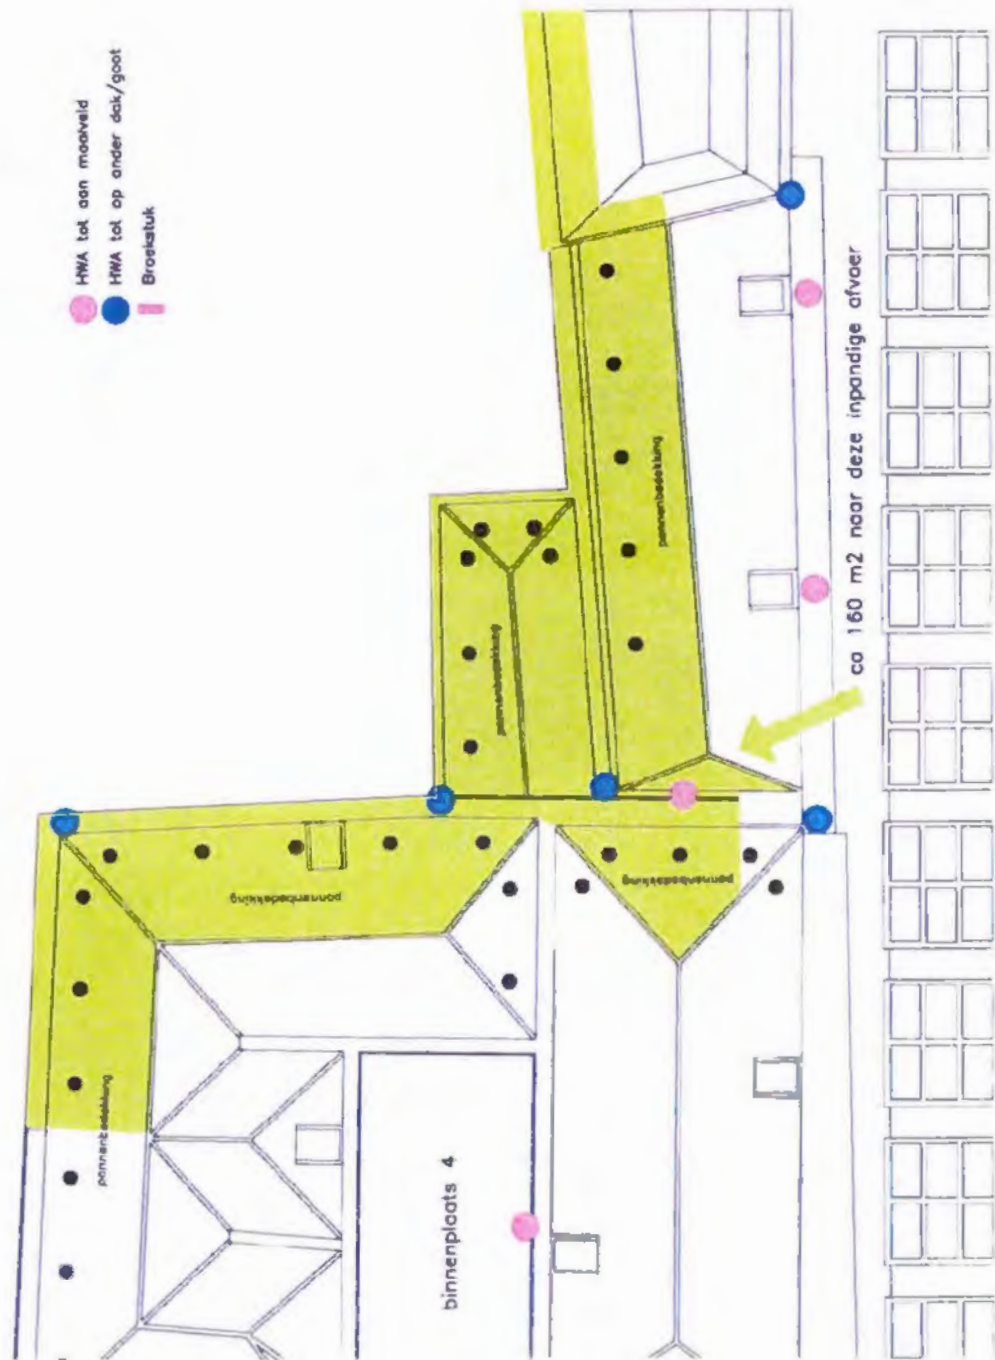 HWA tot aan maaiveld
HWA tot op ander dak/goot
Broekstuk
pannenbedekking
pannenbedekking
pannenbedekking
pannenbedekking
pannenbedekking
binnenplaats 4
ca 160 m2 naar deze inpandige afvoer